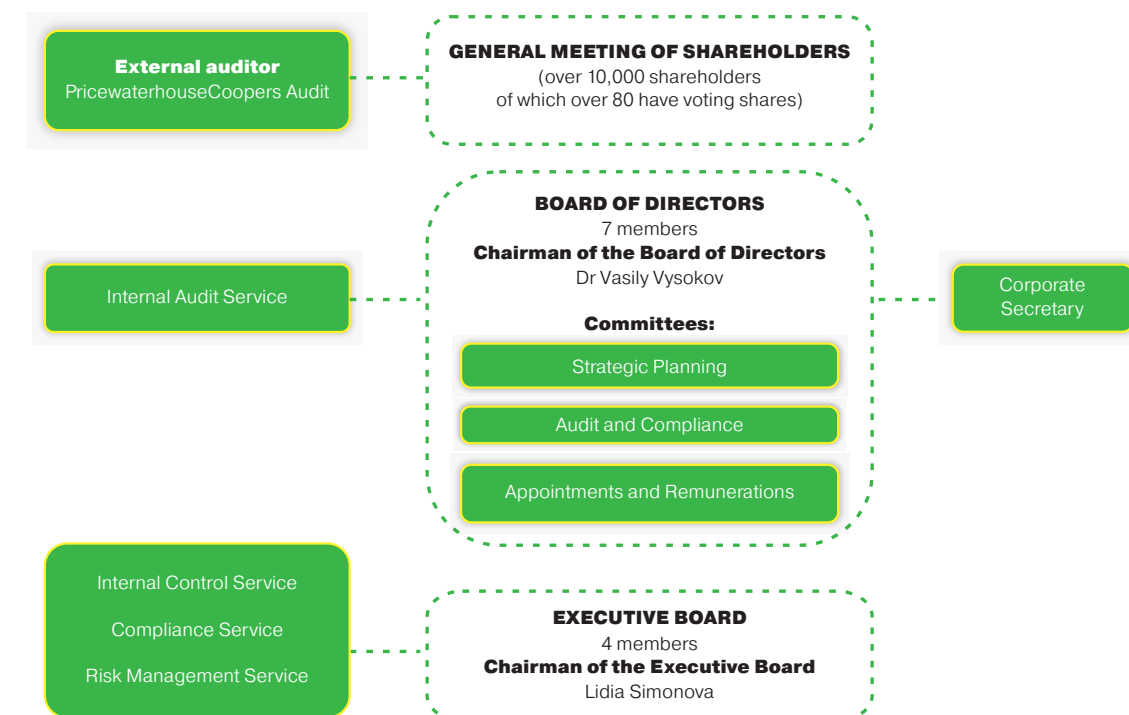 External auditor
PricewaterhouseCoopers Audit
GENERAL MEETING OF SHAREHOLDERS
(over 10,000 shareholders
of which over 80 have voting shares)
Internal Audit Service
BOARD OF DIRECTORS
7 members
Chairman of the Board of Directors
Dr Vasily Vysokov
Committees:
Strategic Planning
Audit and Compliance
Appointments and Remunerations
Corporate
Secretary
Internal Control Service
Compliance Service
Risk Management Service
EXECUTIVE BOARD
4 members
Chairman of the Executive Board
Lidia Simonova